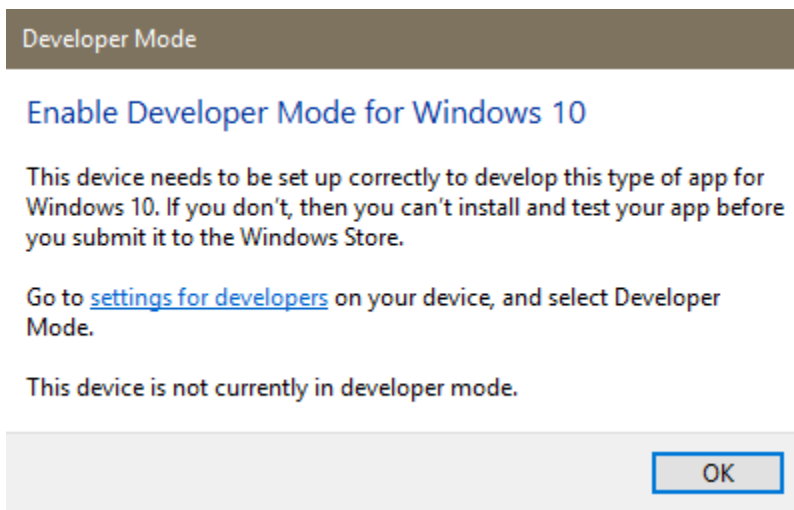 Developer Mode
Enable Developer Mode for Windows 10
This device needs to be set up correctly to develop this type of app for
Windows 10. If you don't, then you can't install and test your app before
you submit it to the Windows Store.
Go to settings for developers on your device, and select Developer
Mode.
This device is not currently in developer mode.
OK